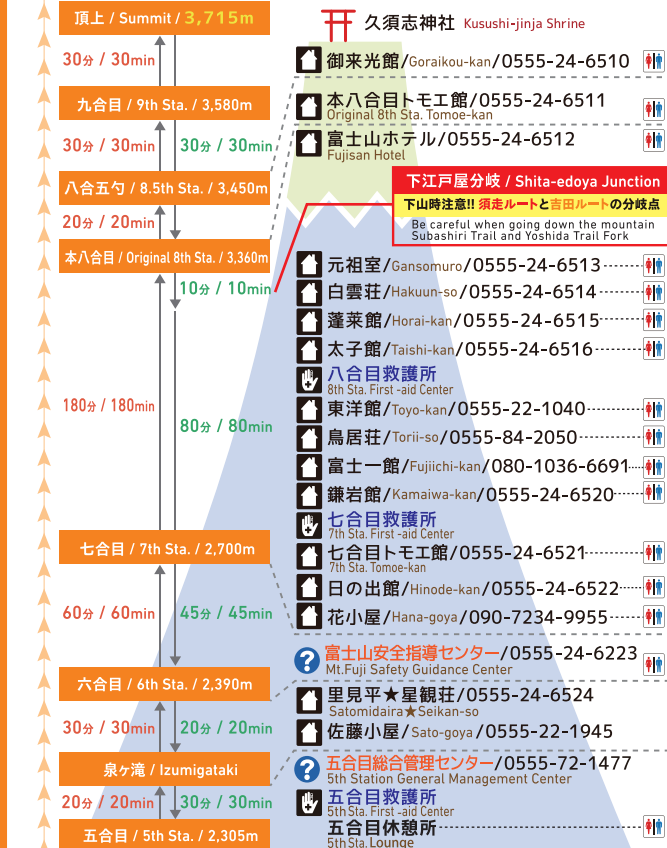 頂上 / Summit / 3,715m
30分 / 30min
九合目 / 9th Sta. / 3,580m
30分 / 30min
30分 / 30min
八合五勺 / 8.5th Sta. / 3,450m
20分 / 20min
本八合目 / Original 8th Sta. / 3,360m
10分 / 10min
180分 / 180min
80分 / 80min
七合目 / 7th Sta. / 2,700m
60分 / 60min
45分 / 45min
六合目 / 6th Sta. / 2,390m
30分 / 30min
20分 / 20min
泉ヶ滝 / Izumigataki
20分 / 20min
30分 / 30min
五合目 / 5th Sta. / 2,305m
久須志神社 Kusushi-jinja Shrine
御来光館/Goraikou-kan/0555-24-6510
本八合目トモエ館/0555-24-6511
Original 8th Sta. Tomoe-kan
富士山ホテル/0555-24-6512
Fujisan Hotel
下江戸屋分岐 / Shita-edoya Junction
下山時注意!! 須走ルートと吉田ルートの分岐点
Be careful when going down the mountain
Subashiri Trail and Yoshida Trail Fork
元祖室/Gansomuro/0555-24-6513
白雲荘/Hakuun-so/0555-24-6514
蓬莱館/Horai-kan/0555-24-6515
太子館/Taishi-kan/0555-24-6516
八合目救護所
8th Sta. First-aid Center
東洋館/Toyo-kan/0555-22-1040
鳥居荘/Torii-so/0555-84-2050
富士一館/Fujiichi-kan/080-1036-6691
鎌岩館/Kamaiwa-kan/0555-24-6520
七合目救護所
7th Sta. First-aid Center
七合目トモエ館/0555-24-6521
7th Sta. Tomoe-kan
日の出館/Hinode-kan/0555-24-6522
花小屋/Hana-goya/090-7234-9955
富士山安全指導センター/0555-24-6223
Mt.Fuji Safety Guidance Center
里見平★星観荘/0555-24-6524
Satomidaira★Seikan-so
佐藤小屋/Sato-goya/0555-22-1945
五合目総合管理センター/0555-72-1477
5th Station General Management Center
五合目救護所
5th Sta. First-aid Center
五合目休憩所
5th Sta. Lounge